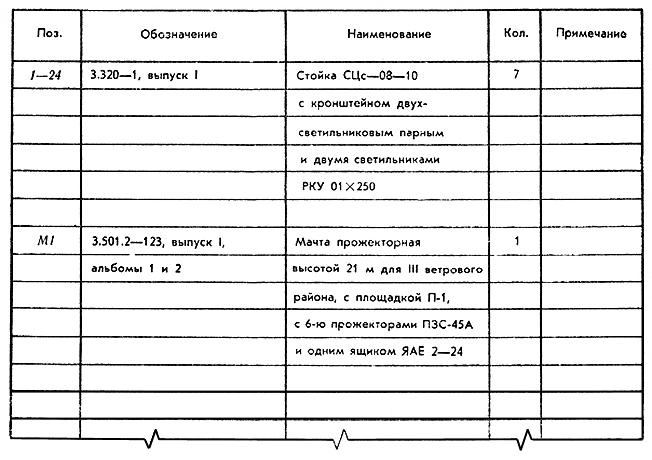 Поз. Обозначение Наименование Кол. Примечание
1—24 3.320—1, выпуск I Стойка СЦс—08—10 7
с кронштейном двух-
светильниковым парным
и двумя светильниками
РКУ 01×250
М1 3.501.2—123, выпуск I, Мачта прожекторная 1
альбомы 1 и 2 высотой 21 м для III ветрового
района, с площадкой П-1,
с 6-ю прожекторами ПЗС-45А
и одним ящиком ЯАЕ 2—24